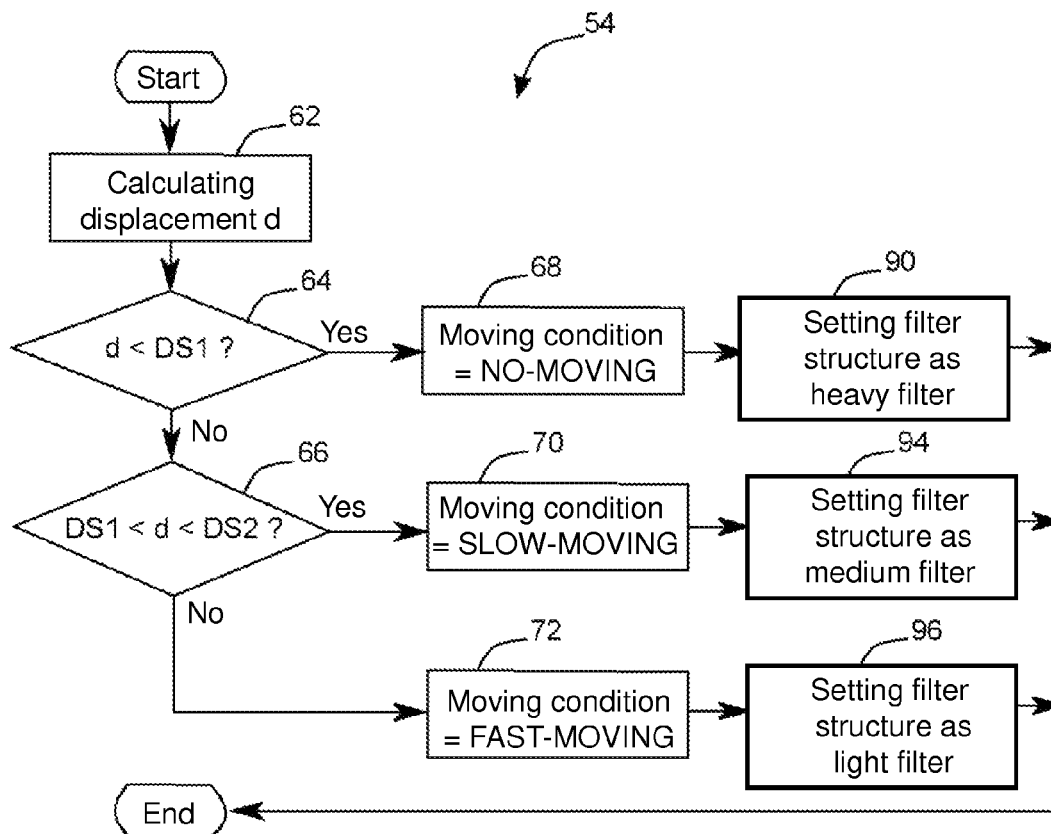 54
Start
62
Calculating
displacement d
64
d < DS1 ?
Yes
68
Moving condition
= NO-MOVING
90
Setting filter
structure as
heavy filter
No
66
DS1 < d < DS2 ?
Yes
70
Moving condition
= SLOW-MOVING
94
Setting filter
structure as
medium filter
No
72
Moving condition
= FAST-MOVING
96
Setting filter
structure as
light filter
End